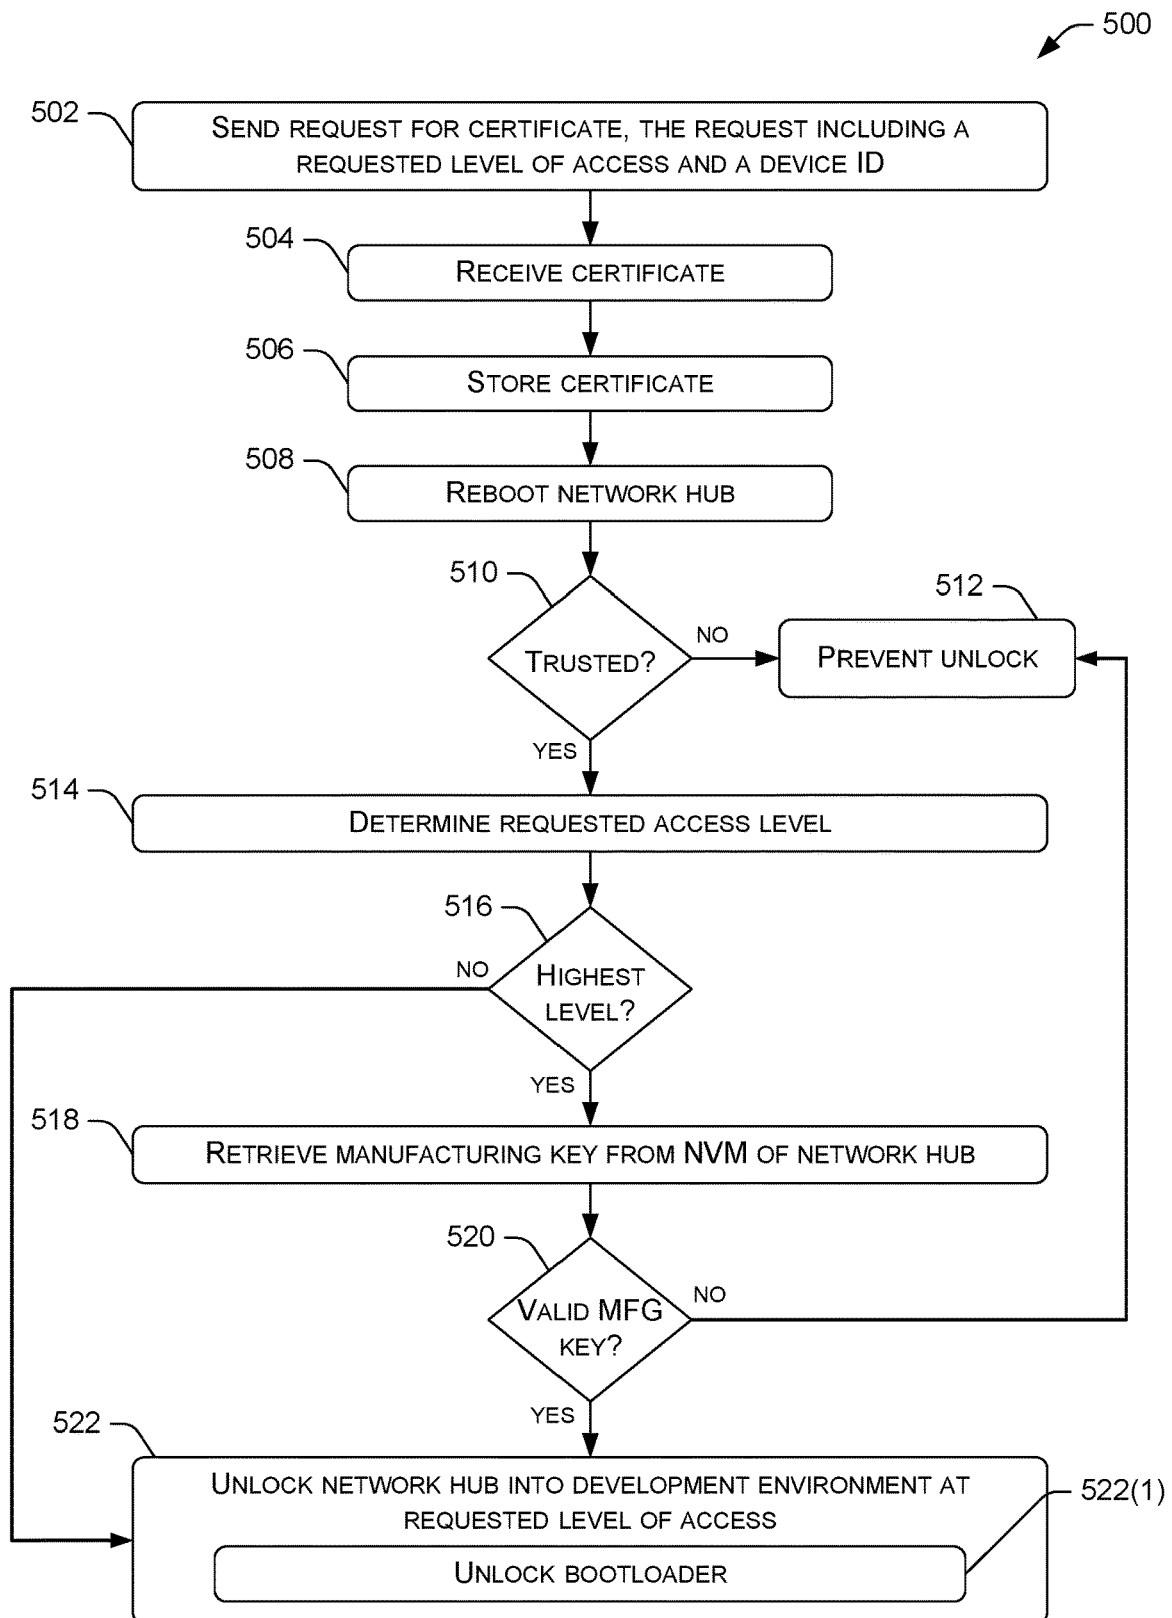 500
502
SEND REQUEST FOR CERTIFICATE, THE REQUEST INCLUDING A
REQUESTED LEVEL OF ACCESS AND A DEVICE ID
504
RECEIVE CERTIFICATE
506
STORE CERTIFICATE
508
REBOOT NETWORK HUB
510
TRUSTED?
NO
512
PREVENT UNLOCK
YES
514
DETERMINE REQUESTED ACCESS LEVEL
516
HIGHEST
LEVEL?
NO
YES
518
RETRIEVE MANUFACTURING KEY FROM NVM OF NETWORK HUB
520
VALID MFG
KEY?
NO
YES
522
UNLOCK NETWORK HUB INTO DEVELOPMENT ENVIRONMENT AT
REQUESTED LEVEL OF ACCESS
522(1)
UNLOCK BOOTLOADER